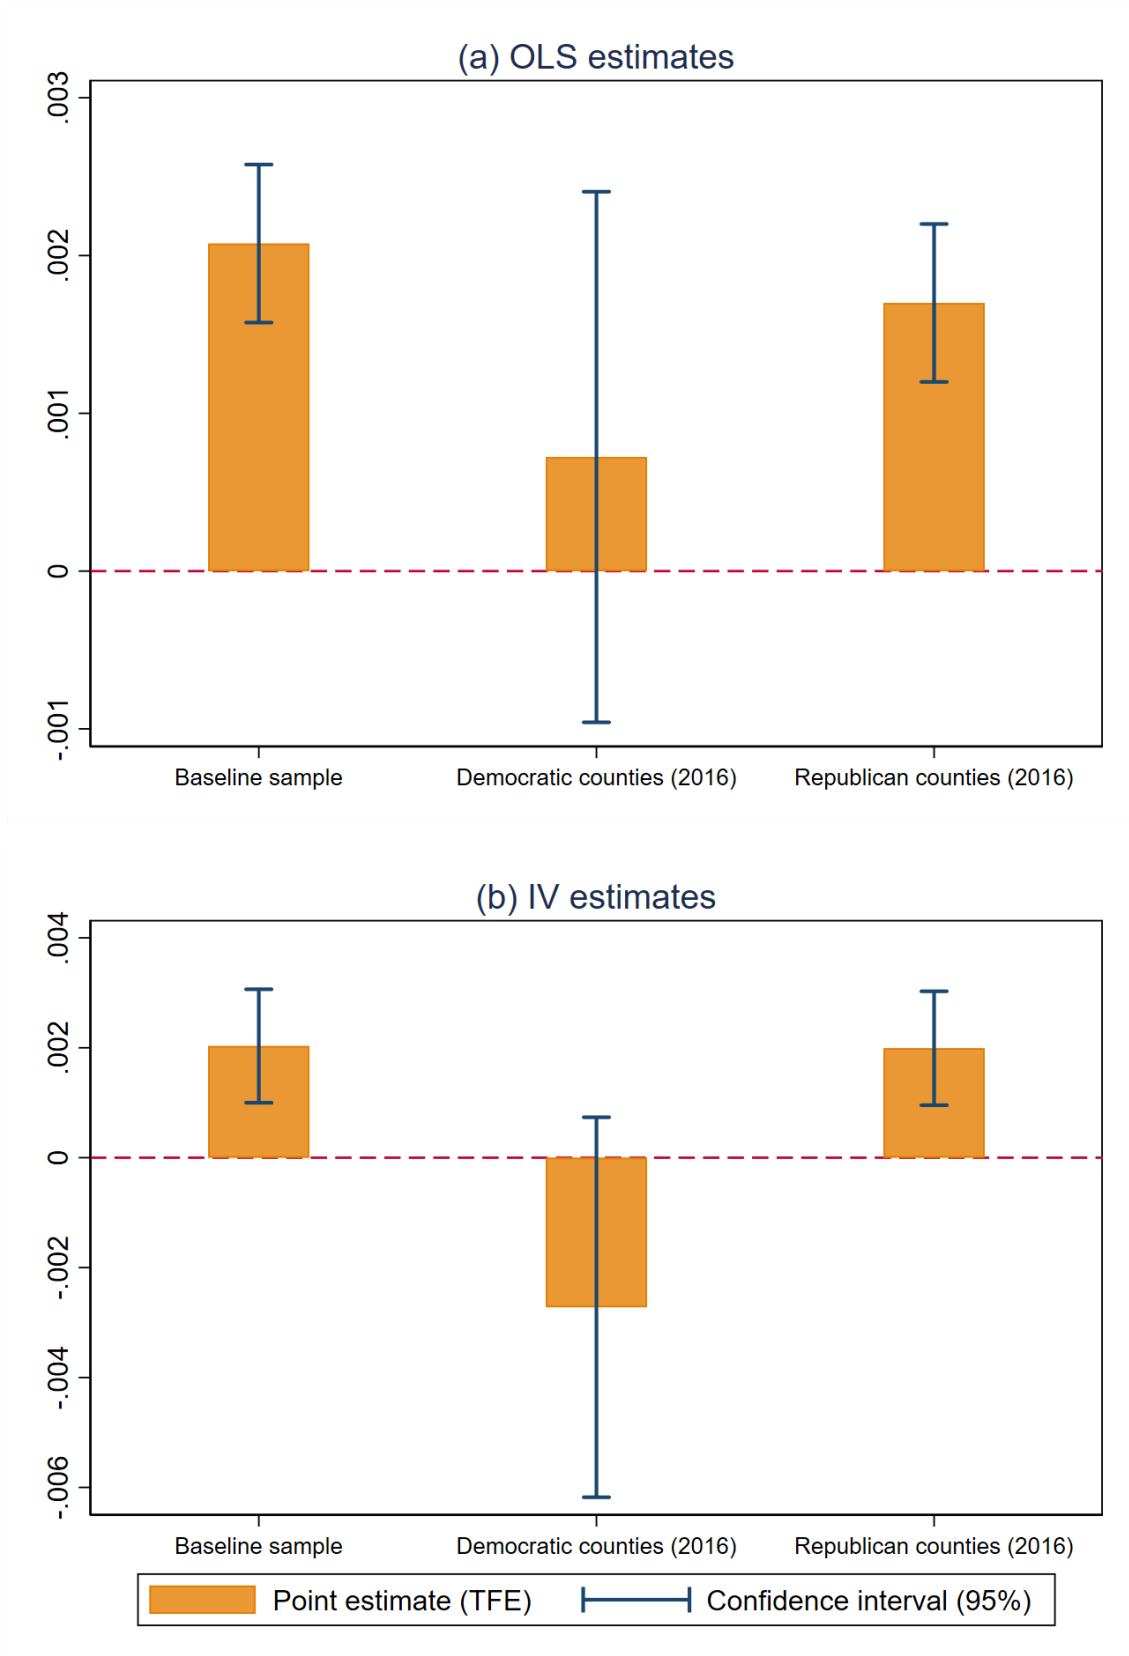 (a) OLS estimates
.003
.002
.001
0
-.001
Baseline sample
Democratic counties (2016)
Republican counties (2016)
(b) IV estimates
.004
.002
0
-.002
-.004
-.006
Baseline sample
Democratic counties (2016)
Republican counties (2016)
Point estimate (TFE)
Confidence interval (95%)